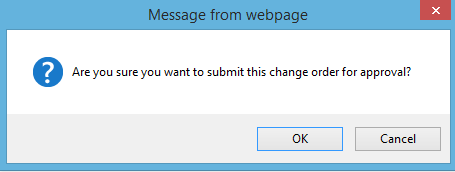 Message from webpage
Are you sure you want to submit this change order for approval?
OK Cancel